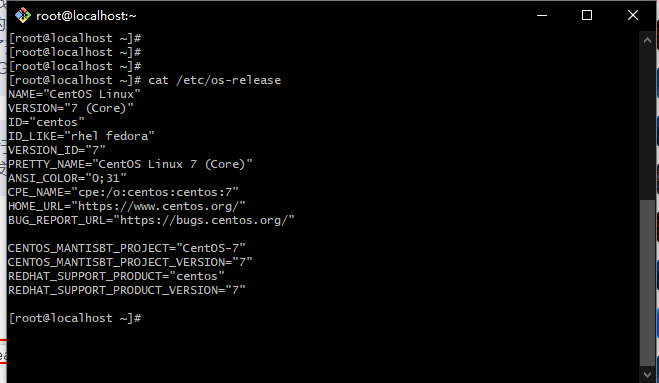 root@localhost:~
[root@localhost ~]#
[root@localhost ~]#
[root@localhost ~]#
[root@localhost ~]# cat /etc/os-release
NAME="CentOS Linux"
VERSION="7 (Core)"
ID="centos"
ID_LIKE="rhel fedora"
VERSION_ID="7"
PRETTY_NAME="CentOS Linux 7 (Core)"
ANSI_COLOR="0;31"
CPE_NAME="cpe:/o:centos:centos:7"
HOME_URL="https://www.centos.org/"
BUG_REPORT_URL="https://bugs.centos.org/"

CENTOS_MANTISBT_PROJECT="CentOS-7"
CENTOS_MANTISBT_PROJECT_VERSION="7"
REDHAT_SUPPORT_PRODUCT="centos"
REDHAT_SUPPORT_PRODUCT_VERSION="7"

[root@localhost ~]#